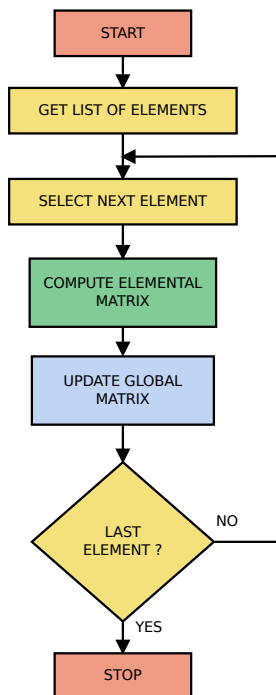 START
GET LIST OF ELEMENTS
SELECT NEXT ELEMENT
COMPUTE ELEMENTAL
MATRIX
UPDATE GLOBAL
MATRIX
LAST
ELEMENT ?
NO
YES
STOP